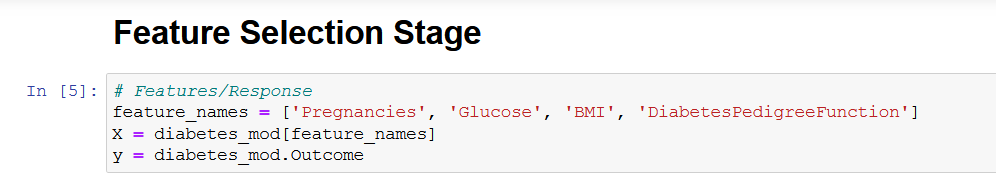 Feature Selection Stage
In [5]: # Features/Response
feature_names = ['Pregnancies', 'Glucose', 'BMI', 'DiabetesPedigreeFunction']
X = diabetes_mod[feature_names]
y = diabetes_mod.Outcome